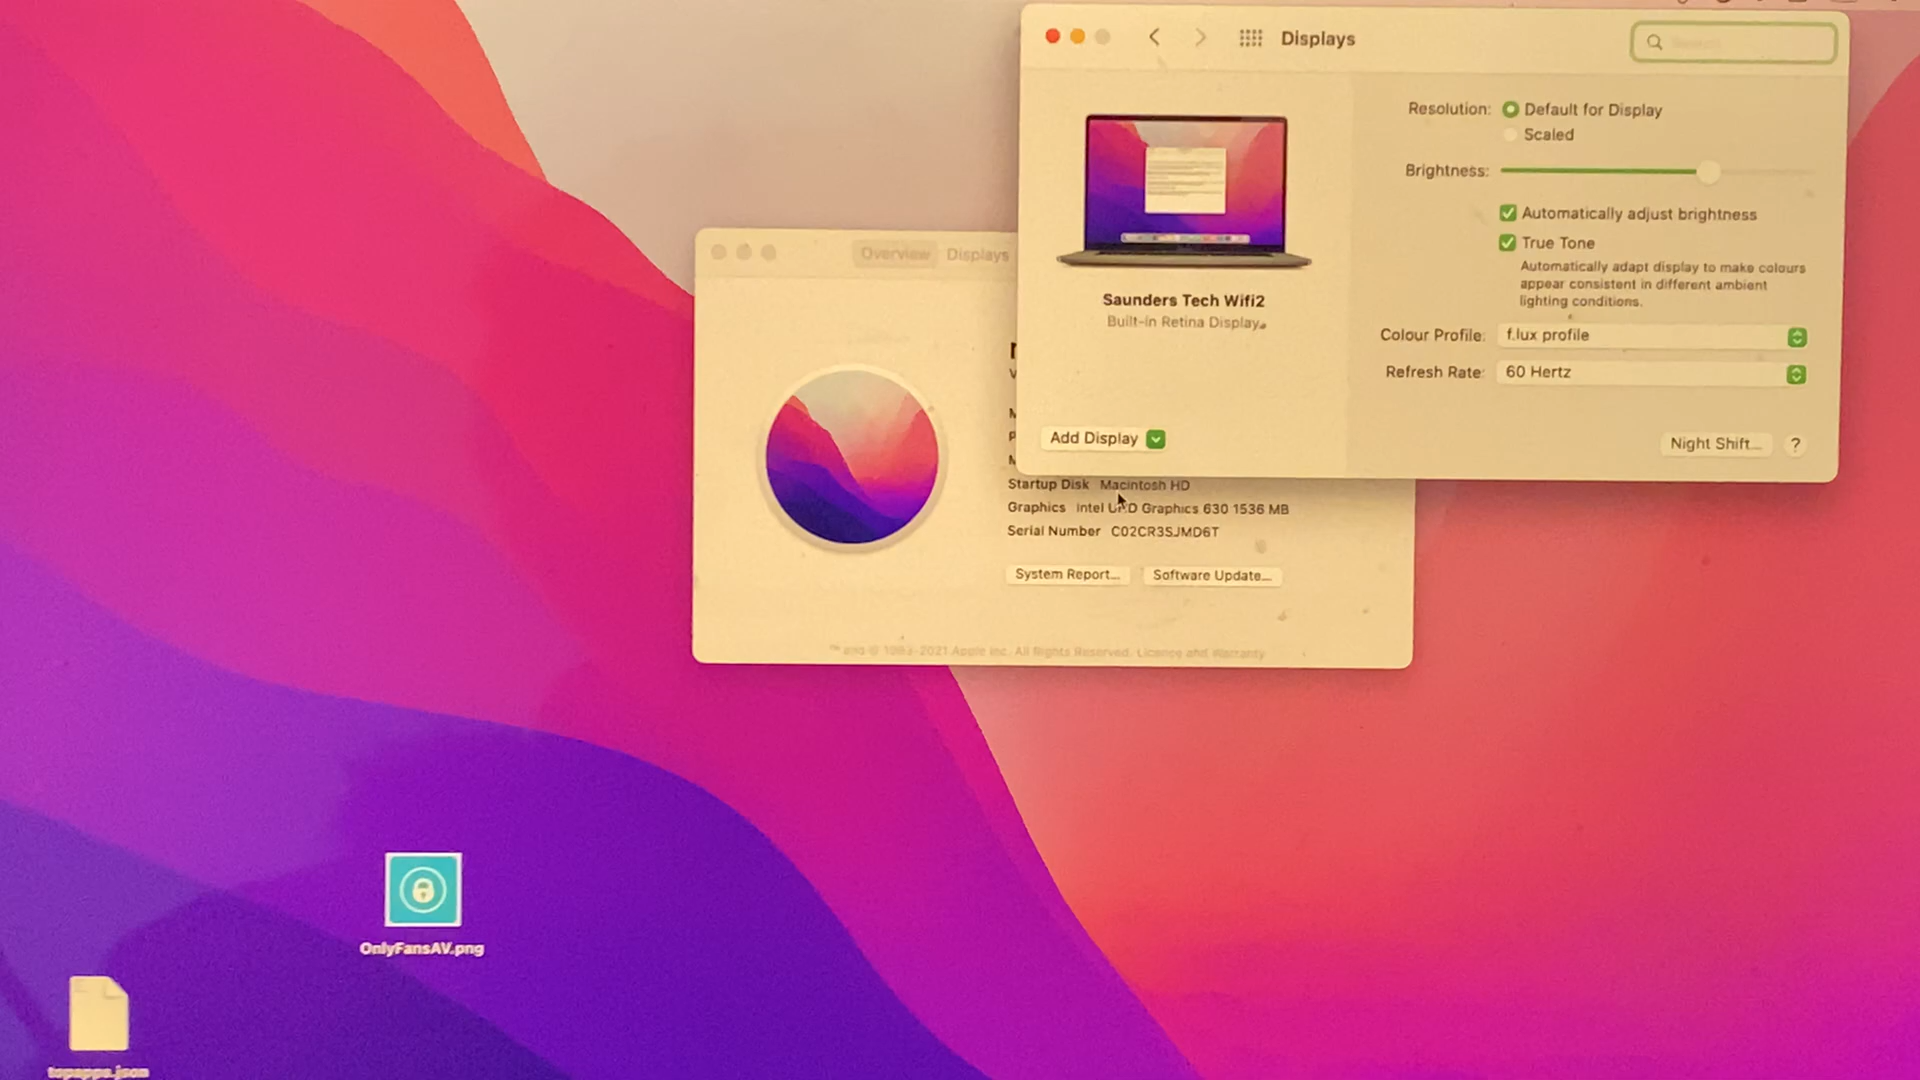 Displays
Resolution: Default for Display
Scaled
Brightness:
Automatically adjust brightness
True Tone
Automatically adapt display to make colours
appear consistent in different ambient
lighting conditions.
Colour Profile: f.lux profile
Refresh Rate: 60 Hertz
Night Shift... ?
Saunders Tech Wifi2
Built-in Retina Display
Add Display
Overview Displays
Startup Disk Macintosh HD
Graphics Intel UHD Graphics 630 1536 MB
Serial Number C02CR3SJMD6T
System Report... Software Update...
™ and © 1983-2021 Apple Inc. All Rights Reserved. Licence and Warranty
OnlyFansAV.png
topapps.json